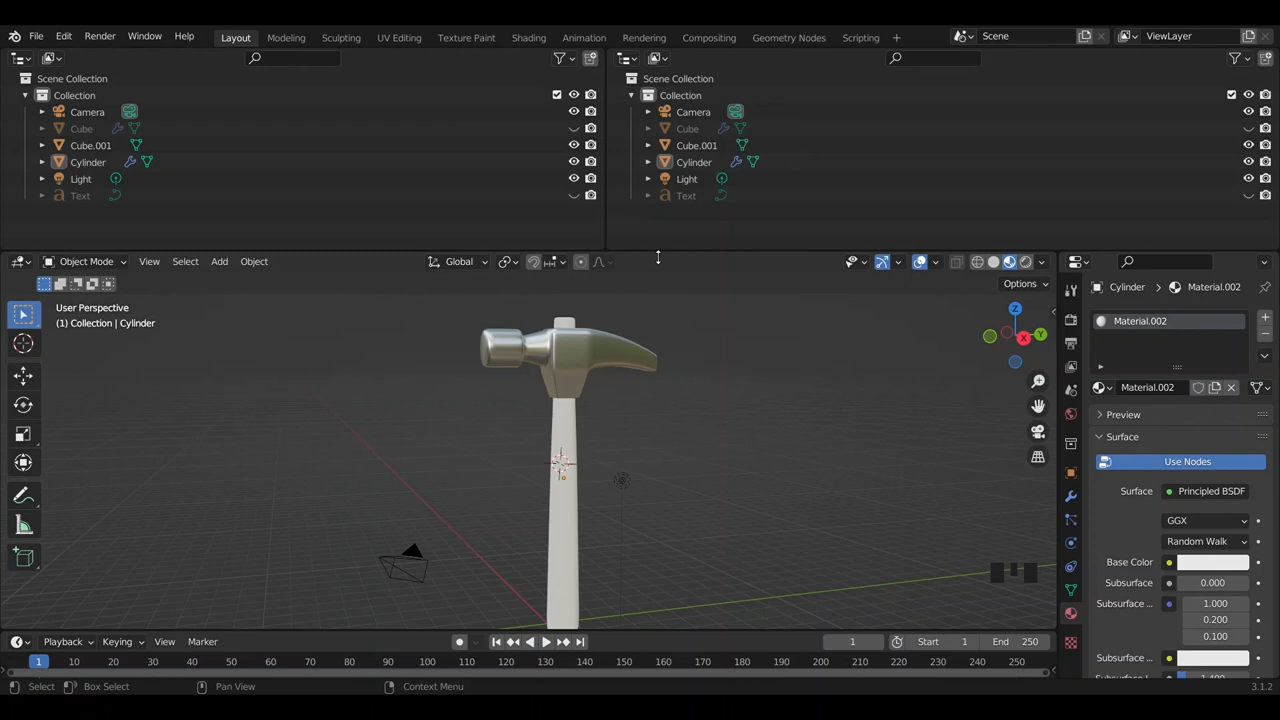 File Edit Render Window Help Layout Modeling Sculpting UV Editing Texture Paint Shading Animation Rendering Compositing Geometry Nodes Scripting + Scene ViewLayer
Scene Collection Scene Collection
Collection Collection
Camera Camera
Cube Cube
Cube.001 Cube.001
Cylinder Cylinder
Light Light
Text Text
Object Mode View Select Add Object Global
Options
User Perspective
(1) Collection | Cylinder
Z
Y
X
Cylinder > Material.002
Material.002
Material.002
Preview
Surface
Use Nodes
Surface Principled BSDF
GGX
Random Walk
Base Color
Subsurface 0.000
Subsurface ... 1.000
0.200
0.100
Subsurface ...
Playback Keying View Marker 1 Start 1 End 250
1 10 20 30 40 50 60 70 80 90 100 110 120 130 140 150 160 170 180 190 200 210 220 230 240 250
Select Box Select Pan View Context Menu 3.1.2